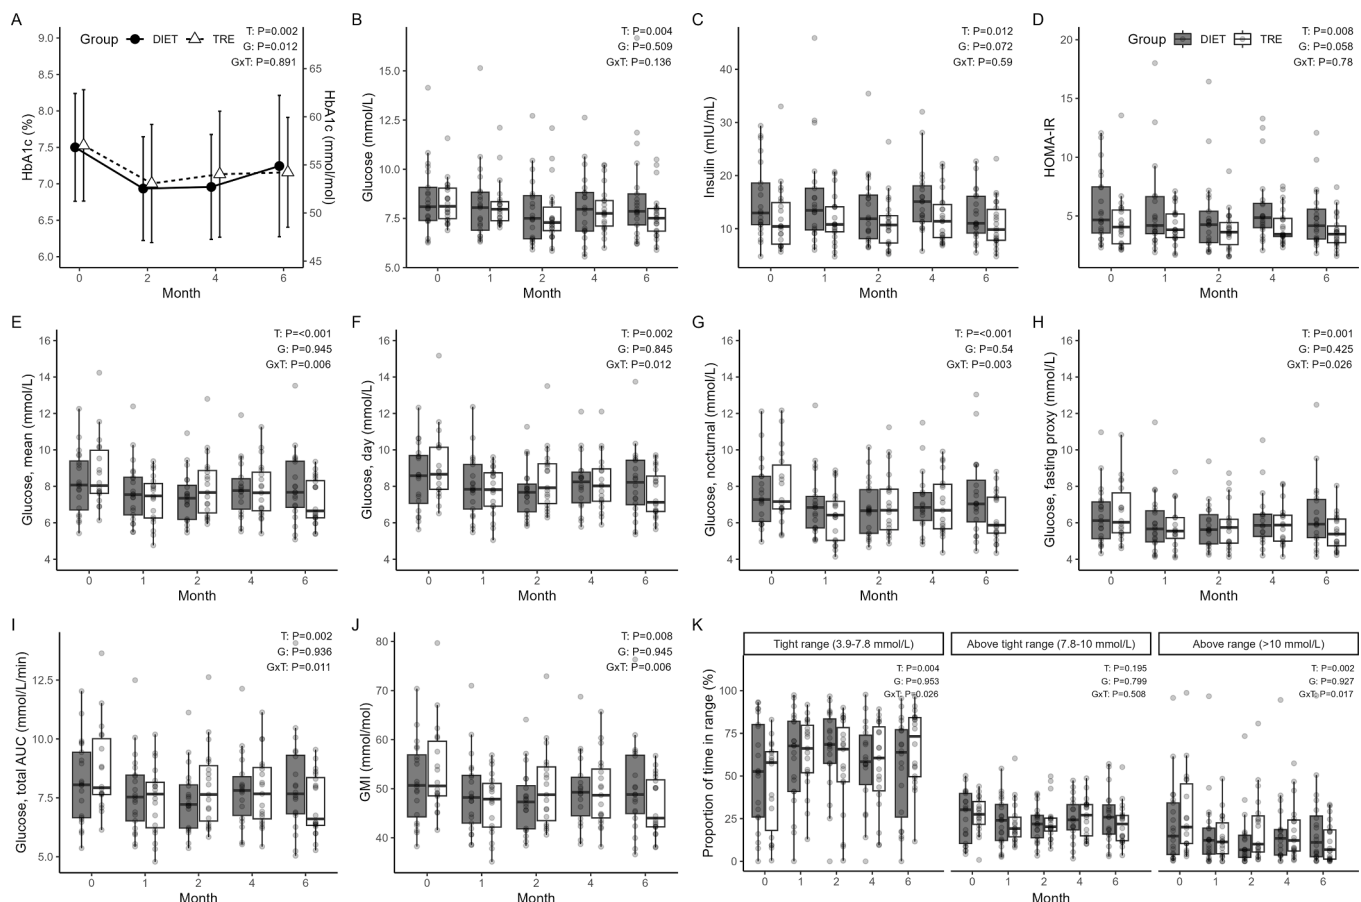 A
Group DIET TRE
T: P=0.002
G: P=0.012
GxT: P=0.891
HbA1c (%)
HbA1c (mmol/mol)
9.0
8.5
8.0
7.5
7.0
6.5
6.0
65
60
55
50
45
0 2 4 6
Month
B
T: P=0.004
G: P=0.509
GxT: P=0.136
Glucose (mmol/L)
15.0
12.5
10.0
7.5
5.0
0 1 2 4 6
Month
C
T: P=0.012
G: P=0.072
GxT: P=0.59
Insulin (mIU/mL)
40
30
20
10
0 1 2 4 6
Month
D
Group DIET TRE
T: P=0.008
G: P=0.058
GxT: P=0.78
HOMA-IR
20
15
10
5
0 1 2 4 6
Month
E
T: P=<0.001
G: P=0.945
GxT: P=0.006
Glucose, mean (mmol/L)
16
14
12
10
8
6
4
0 1 2 4 6
Month
F
T: P=0.002
G: P=0.845
GxT: P=0.012
Glucose, day (mmol/L)
16
14
12
10
8
6
4
0 1 2 4 6
Month
G
T: P=<0.001
G: P=0.54
GxT: P=0.003
Glucose, nocturnal (mmol/L)
16
14
12
10
8
6
4
0 1 2 4 6
Month
H
T: P=0.001
G: P=0.425
GxT: P=0.026
Glucose, fasting proxy (mmol/L)
16
14
12
10
8
6
4
0 1 2 4 6
Month
I
T: P=0.002
G: P=0.936
GxT: P=0.011
Glucose, total AUC (mmol/L/min)
12.5
10.0
7.5
5.0
0 1 2 4 6
Month
J
T: P=0.008
G: P=0.945
GxT: P=0.006
GMI (mmol/mol)
80
70
60
50
40
0 1 2 4 6
Month
K
Tight range (3.9-7.8 mmol/L)
T: P=0.004
G: P=0.953
GxT: P=0.026
Above tight range (7.8-10 mmol/L)
T: P=0.195
G: P=0.799
GxT: P=0.508
Above range (>10 mmol/L)
T: P=0.002
G: P=0.927
GxT: P=0.017
Proportion of time in range (%)
100
75
50
25
0
0 1 2 4 6
0 1 2 4 6
0 1 2 4 6
Month